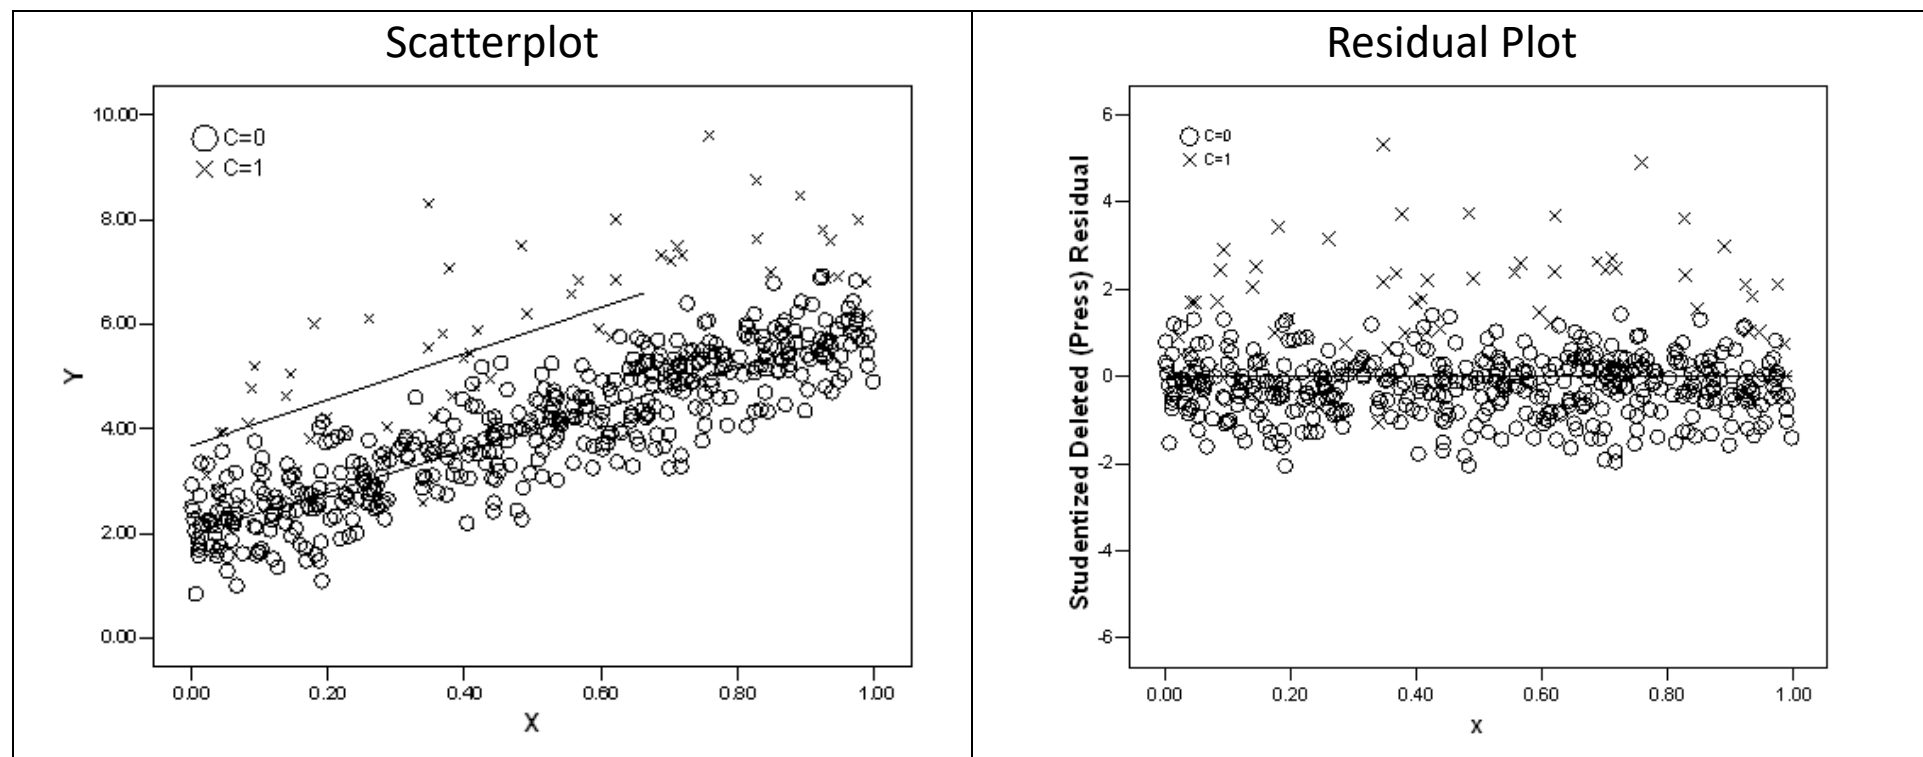 Scatterplot
10.00
8.00
6.00
4.00
2.00
0.00
Y
C=0
C=1
0.00 0.20 0.40 0.60 0.80 1.00
X
Residual Plot
6
4
2
0
-2
-4
-6
Studentized Deleted (Press) Residual
C=0
C=1
0.00 0.20 0.40 0.60 0.80 1.00
X